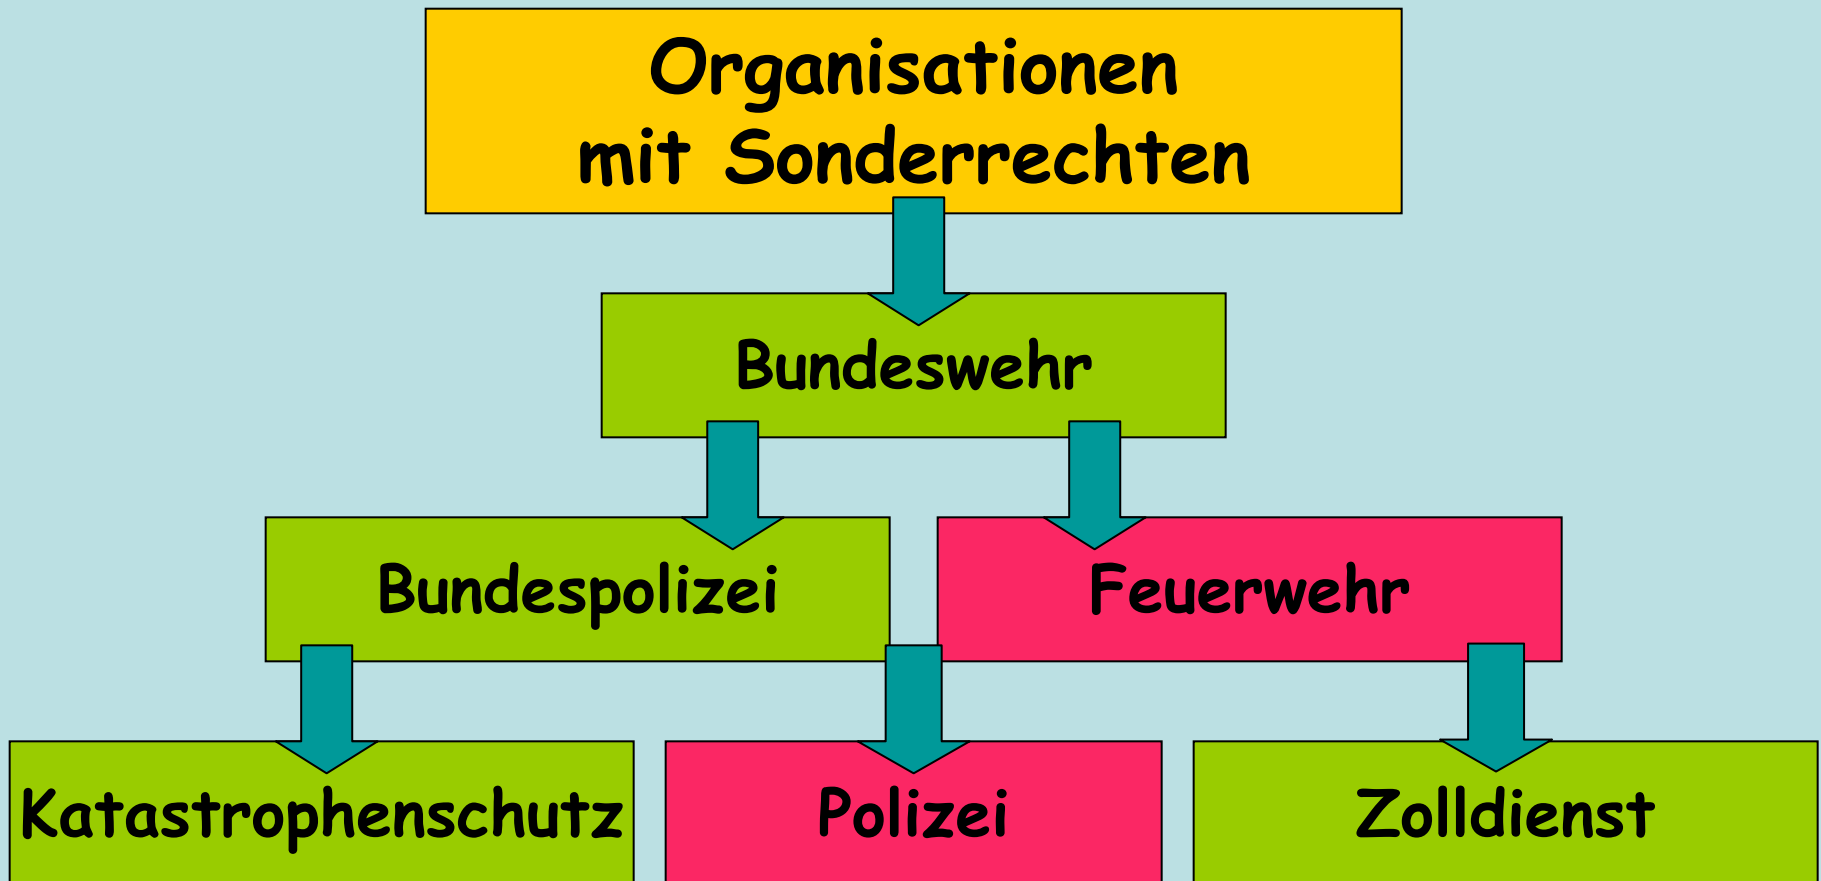 Organisationen
mit Sonderrechten
Bundeswehr
Bundespolizei
Feuerwehr
Katastrophenschutz
Polizei
Zolldienst